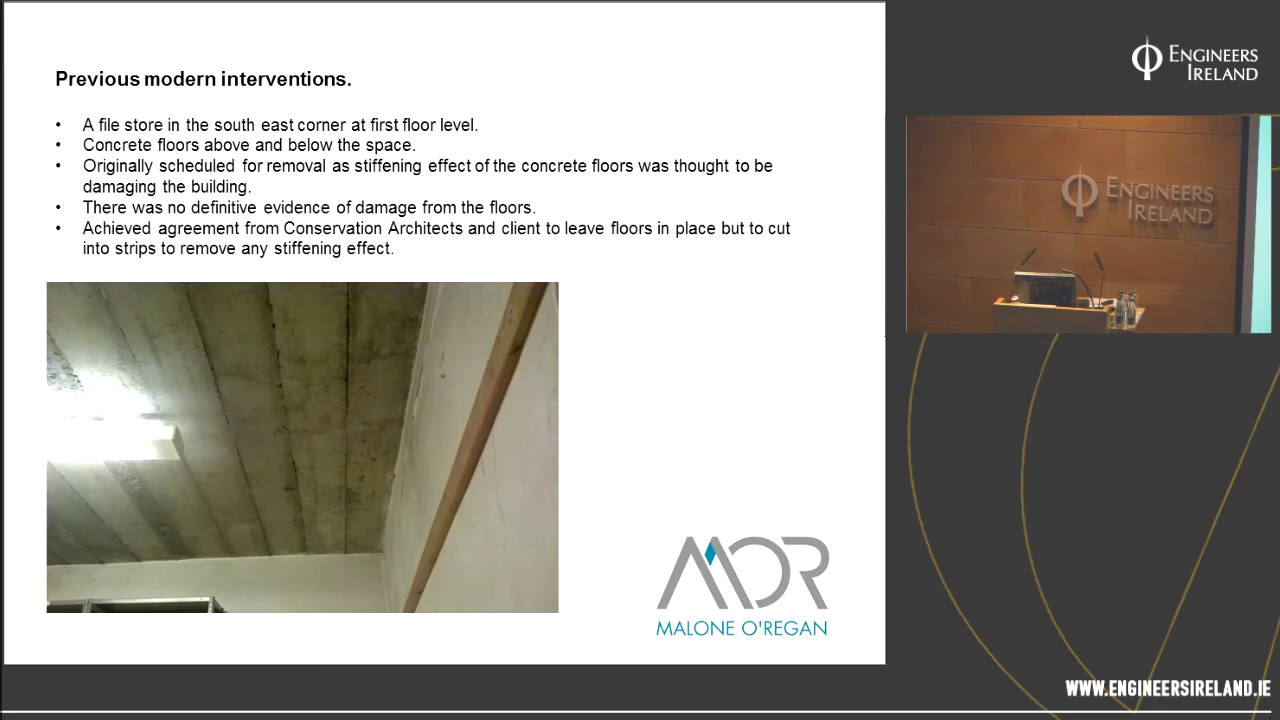 Previous modern interventions.
• A file store in the south east corner at first floor level.
• Concrete floors above and below the space.
• Originally scheduled for removal as stiffening effect of the concrete floors was thought to be
damaging the building.
• There was no definitive evidence of damage from the floors.
• Achieved agreement from Conservation Architects and client to leave floors in place but to cut
into strips to remove any stiffening effect.
MOR
MALONE O'REGAN
ENGINEERS
IRELAND
ENGINEERS
IRELAND
WWW.ENGINEERSIRELAND.IE